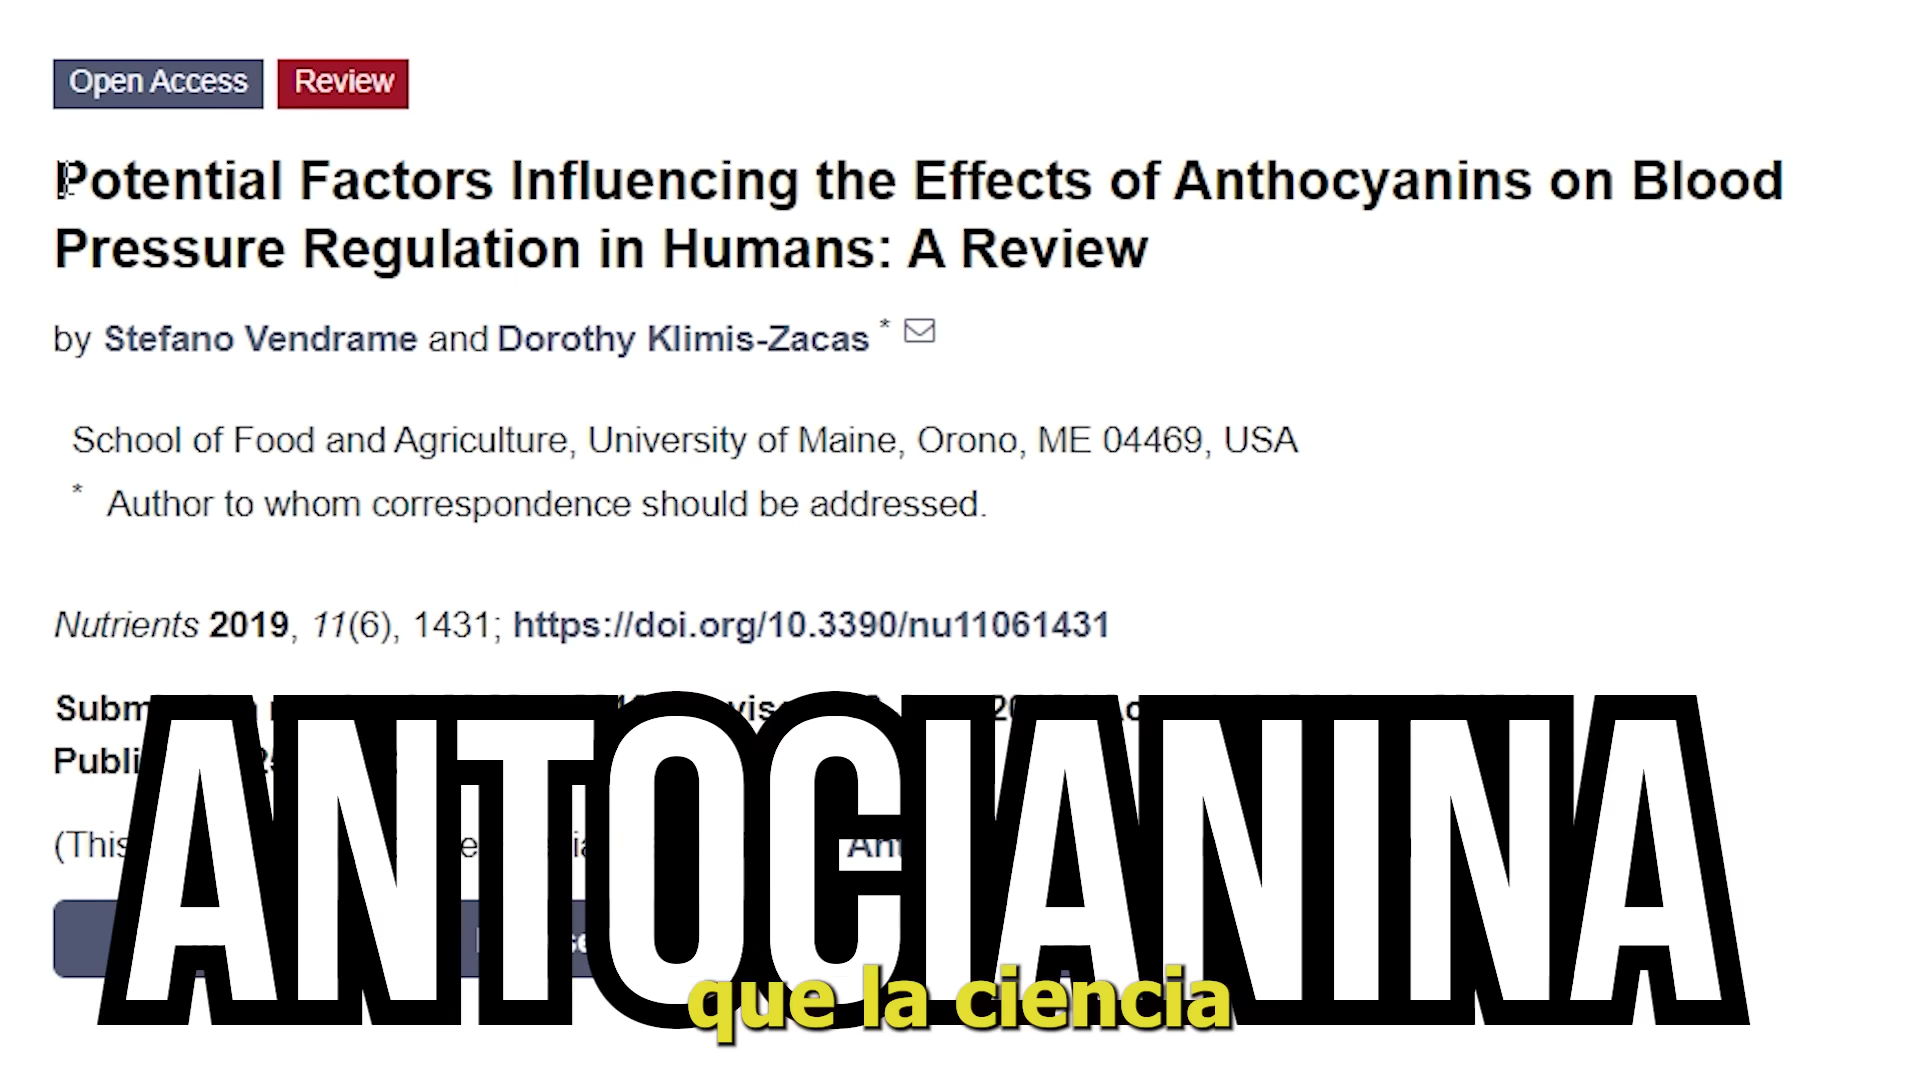 Open Access Review
Potential Factors Influencing the Effects of Anthocyanins on Blood
Pressure Regulation in Humans: A Review
by Stefano Vendrame and Dorothy Klimis-Zacas *
School of Food and Agriculture, University of Maine, Orono, ME 04469, USA
* Author to whom correspondence should be addressed.
Nutrients 2019, 11(6), 1431; https://doi.org/10.3390/nu11061431
(This
ANTOCIANINA
que la ciencia